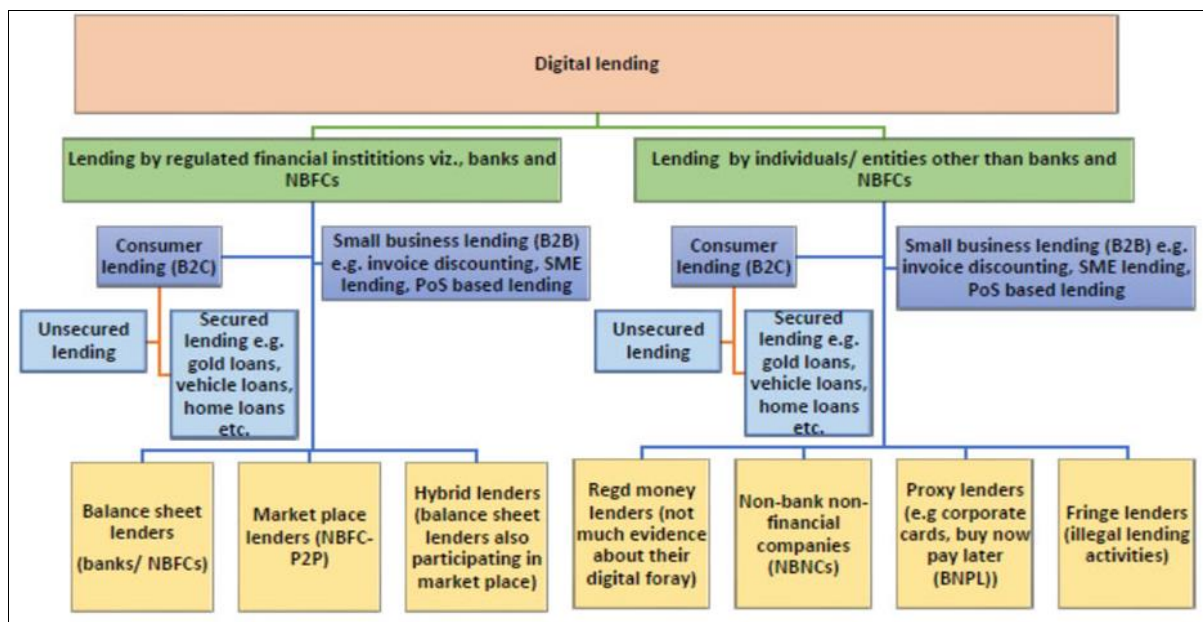 Digital lending
Lending by regulated financial instititions viz., banks and
NBFCs
Lending by individuals/ entities other than banks and
NBFCs
Consumer
lending (B2C)
Small business lending (B2B)
e.g. invoice discounting, SME
lending, PoS based lending
Consumer
lending (B2C)
Small business lending (B2B) e.g.
invoice discounting, SME lending,
PoS based lending
Unsecured
lending
Secured
lending e.g.
gold loans,
vehicle loans,
home loans
etc.
Unsecured
lending
Secured
lending e.g.
gold loans,
vehicle loans,
home loans
etc.
Balance sheet
lenders
(banks/ NBFCs)
Market place
lenders (NBFC-
P2P)
Hybrid lenders
(balance sheet
lenders also
participating in
market place)
Regd money
lenders (not
much evidence
about their
digital foray)
Non-bank non-
financial
companies
(NBNCs)
Proxy lenders
(e.g corporate
cards, buy now
pay later
(BNPL))
Fringe lenders
(illegal lending
activities)